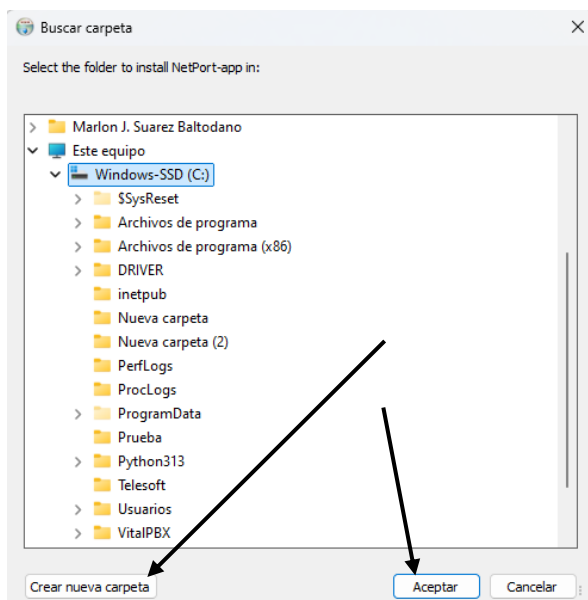 Buscar carpeta
Select the folder to install NetPort-app in:
Marlon J. Suarez Baltodano
Este equipo
Windows-SSD (C:)
$SysReset
Archivos de programa
Archivos de programa (x86)
DRIVER
inetpub
Nueva carpeta
Nueva carpeta (2)
PerfLogs
ProcLogs
ProgramData
Prueba
Python313
Telesoft
Usuarios
VitalPBX
Crear nueva carpeta Aceptar Cancelar